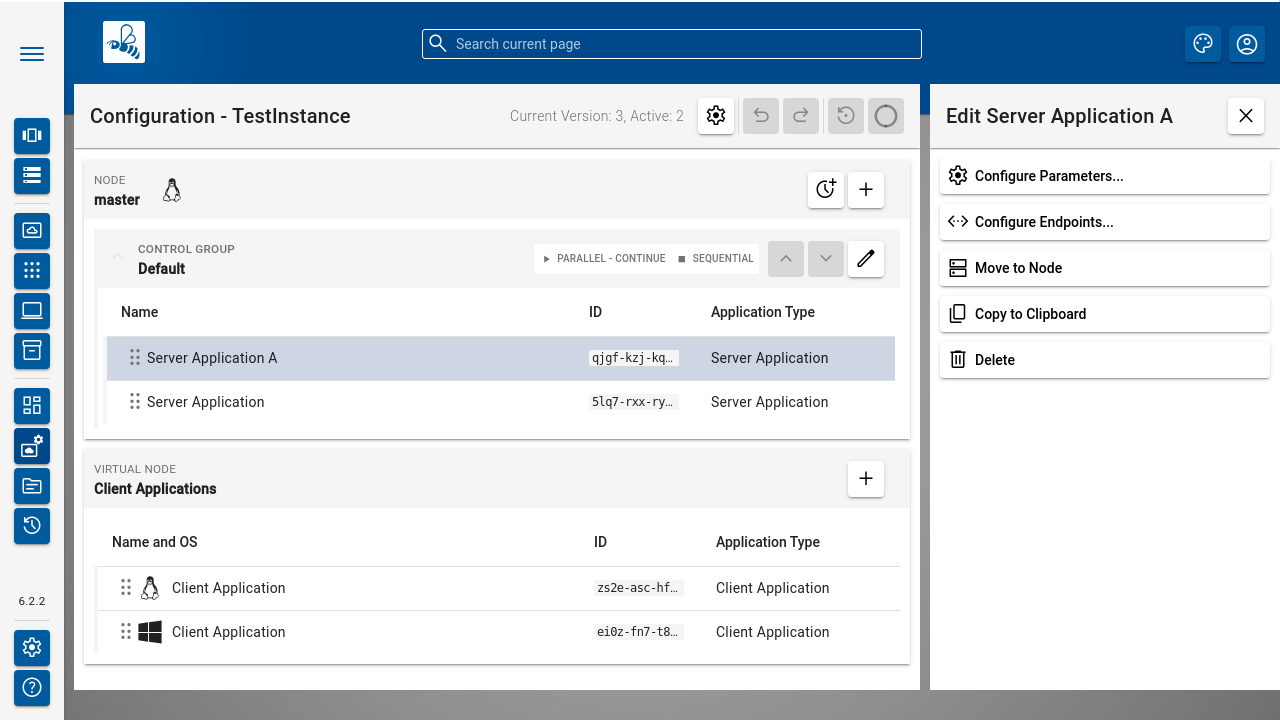 Search current page
Configuration - TestInstance
Current Version: 3, Active: 2
Edit Server Application A
Configure Parameters...
Configure Endpoints...
Move to Node
Copy to Clipboard
Delete
NODE
master
CONTROL GROUP
Default
PARALLEL - CONTINUE
SEQUENTIAL
Name ID Application Type
Server Application A qjgf-kzj-kq… Server Application
Server Application 5lq7-rxx-ry… Server Application
VIRTUAL NODE
Client Applications
Name and OS ID Application Type
Client Application zs2e-asc-hf… Client Application
Client Application ei0z-fn7-t8… Client Application
6.2.2